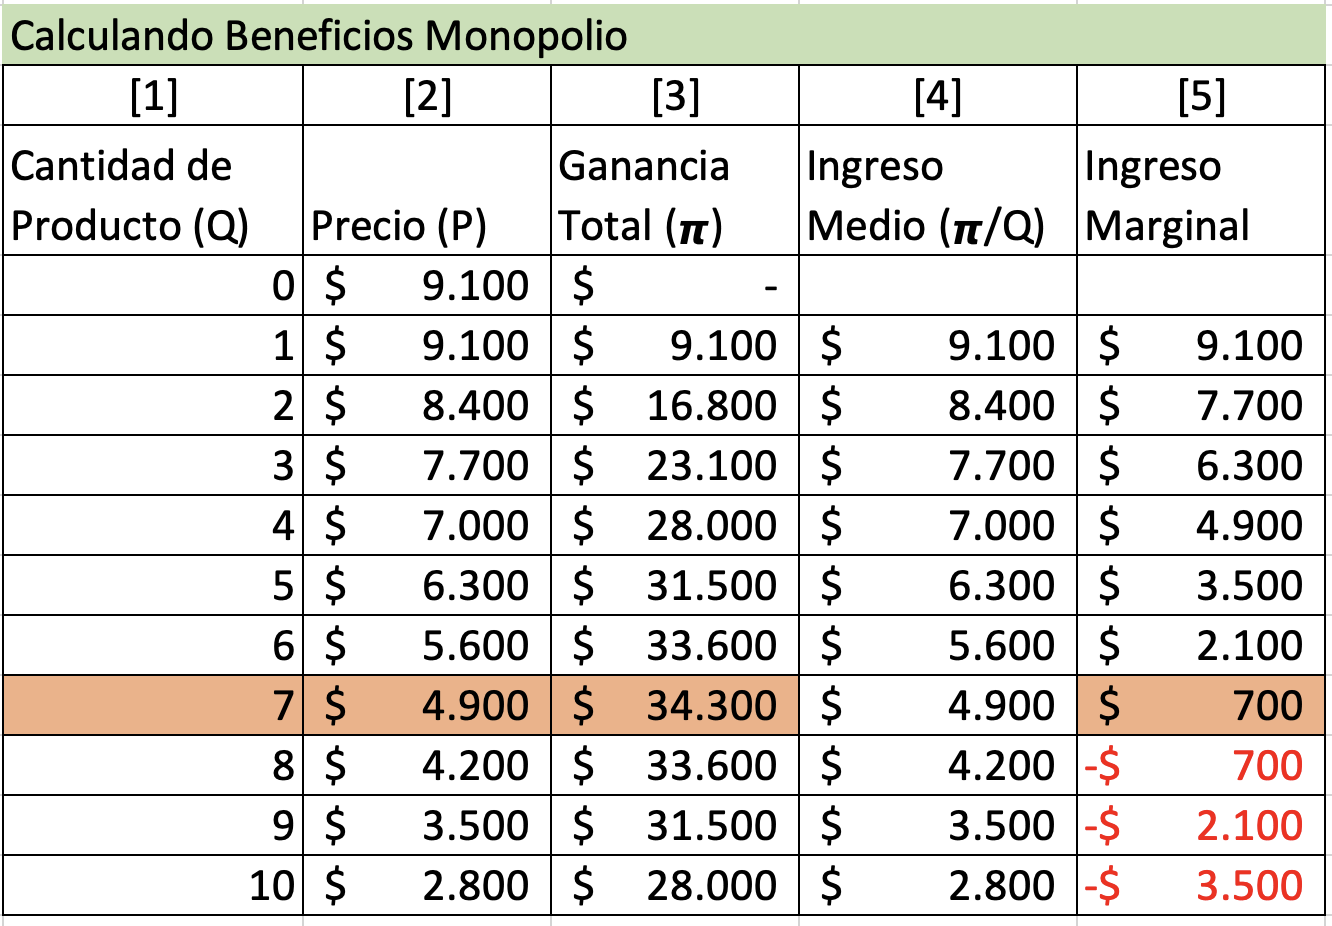 Calculando Beneficios Monopolio
[1] [2] [3] [4] [5]
Cantidad de Producto (Q) Precio (P) Ganancia Total (π) Ingreso Medio (π/Q) Ingreso Marginal
0 $ 9.100 $ -
1 $ 9.100 $ 9.100 $ 9.100 $ 9.100
2 $ 8.400 $ 16.800 $ 8.400 $ 7.700
3 $ 7.700 $ 23.100 $ 7.700 $ 6.300
4 $ 7.000 $ 28.000 $ 7.000 $ 4.900
5 $ 6.300 $ 31.500 $ 6.300 $ 3.500
6 $ 5.600 $ 33.600 $ 5.600 $ 2.100
7 $ 4.900 $ 34.300 $ 4.900 $ 700
8 $ 4.200 $ 33.600 $ 4.200 -$ 700
9 $ 3.500 $ 31.500 $ 3.500 -$ 2.100
10 $ 2.800 $ 28.000 $ 2.800 -$ 3.500